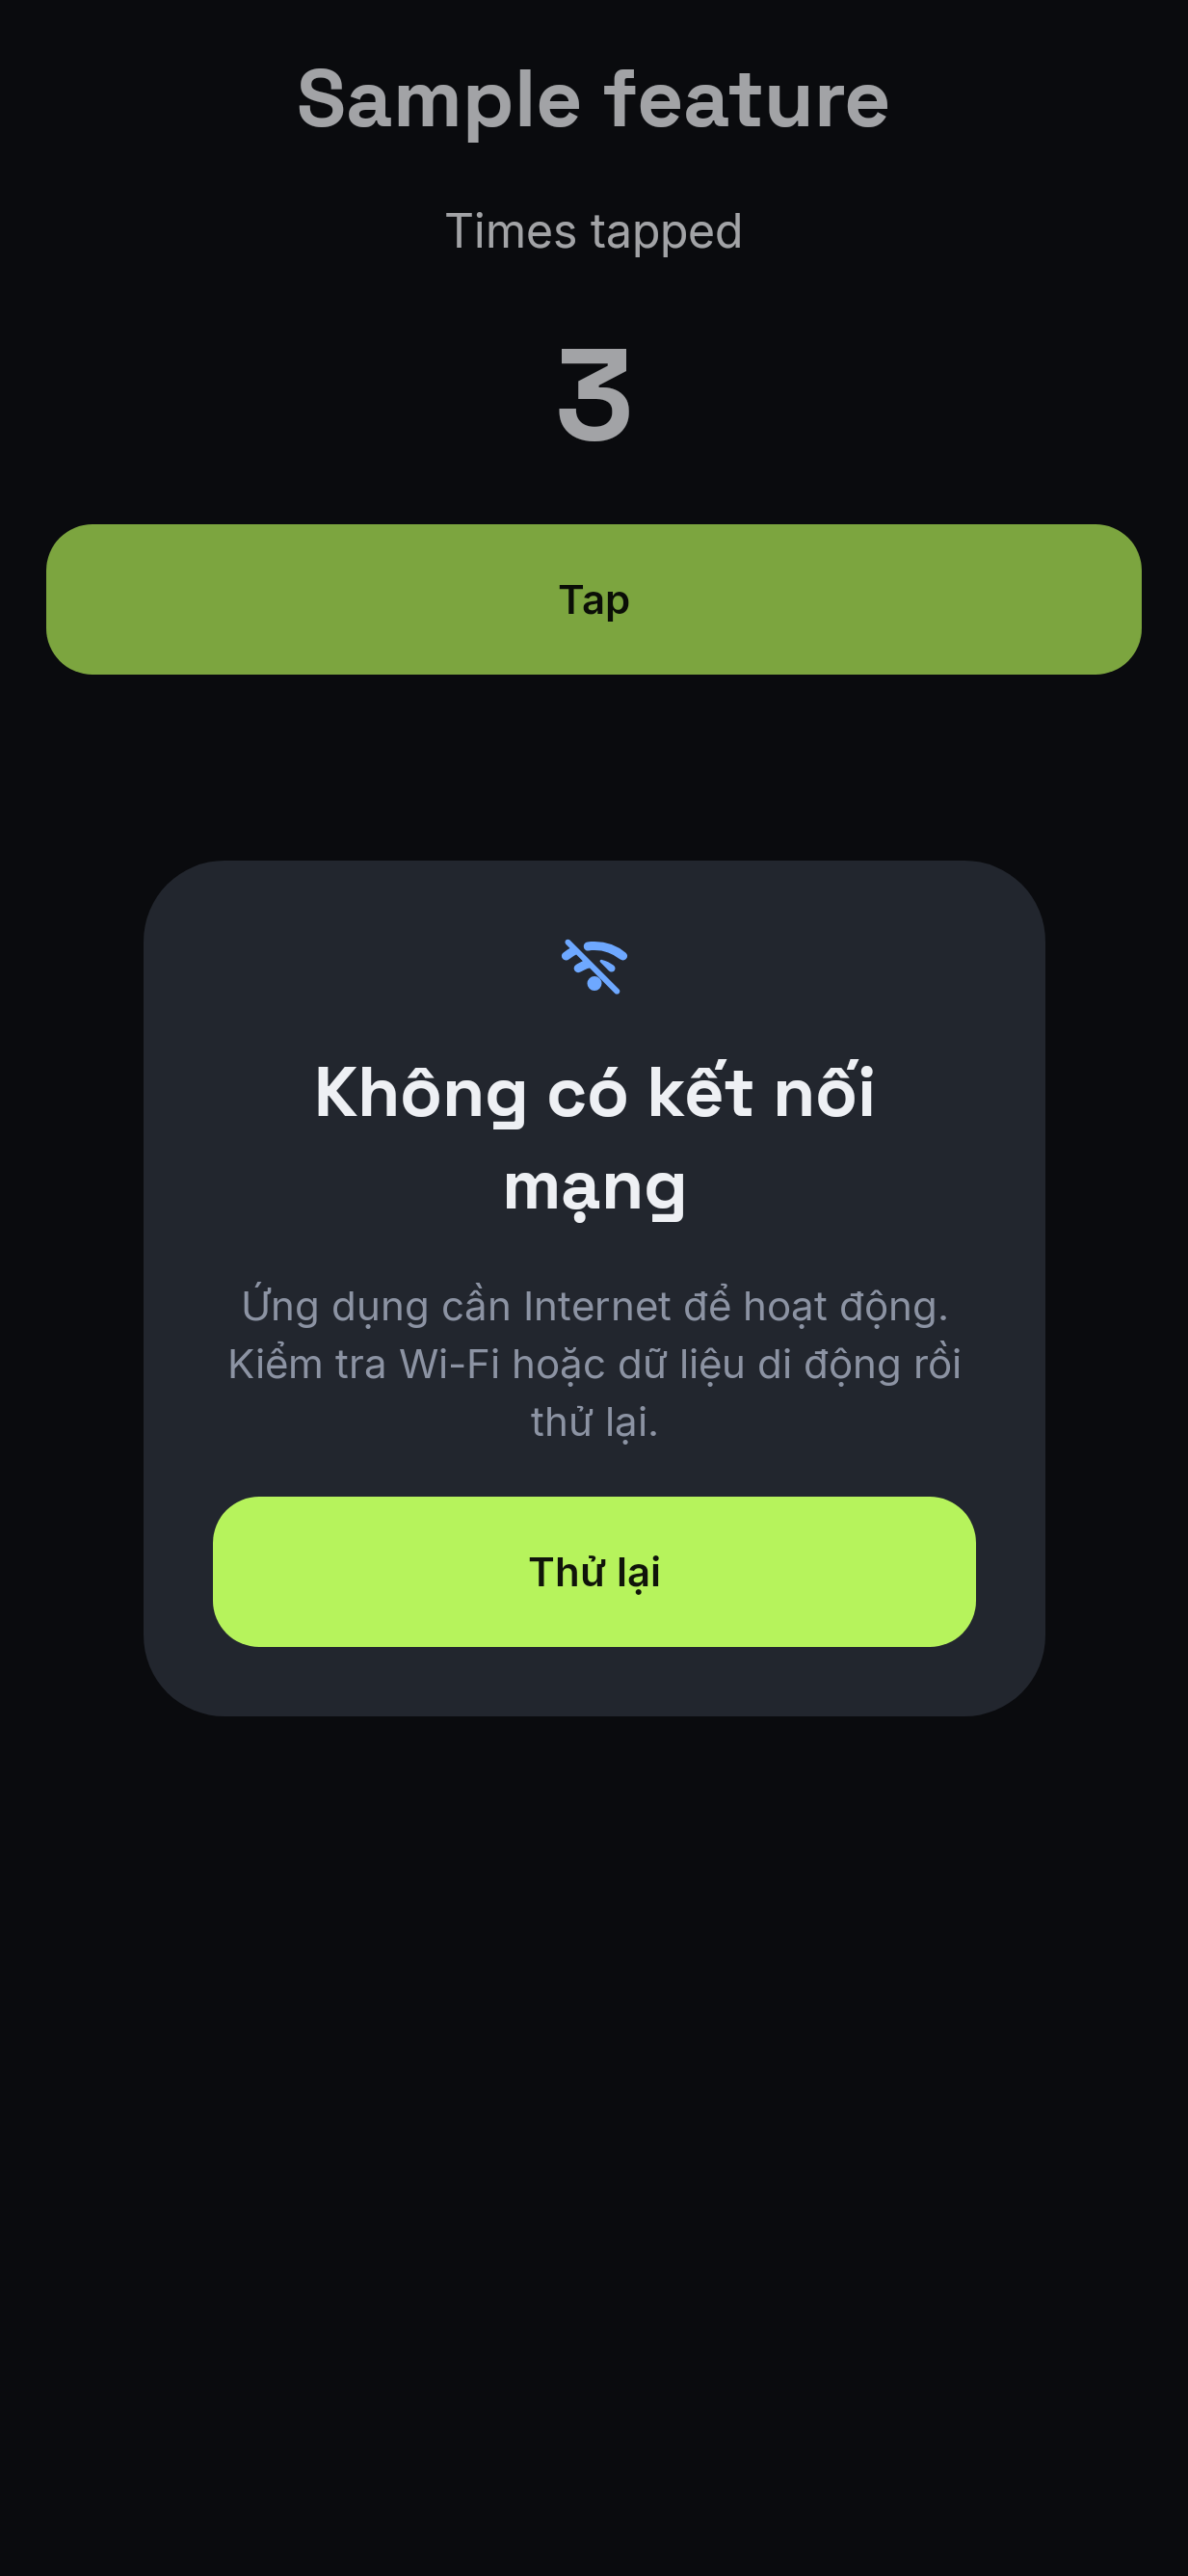 Sample feature
Times tapped
3
Tap
Không có kết nối
mạng
Ứng dụng cần Internet để hoạt động.
Kiểm tra Wi-Fi hoặc dữ liệu di động rồi
thử lại.
Thử lại